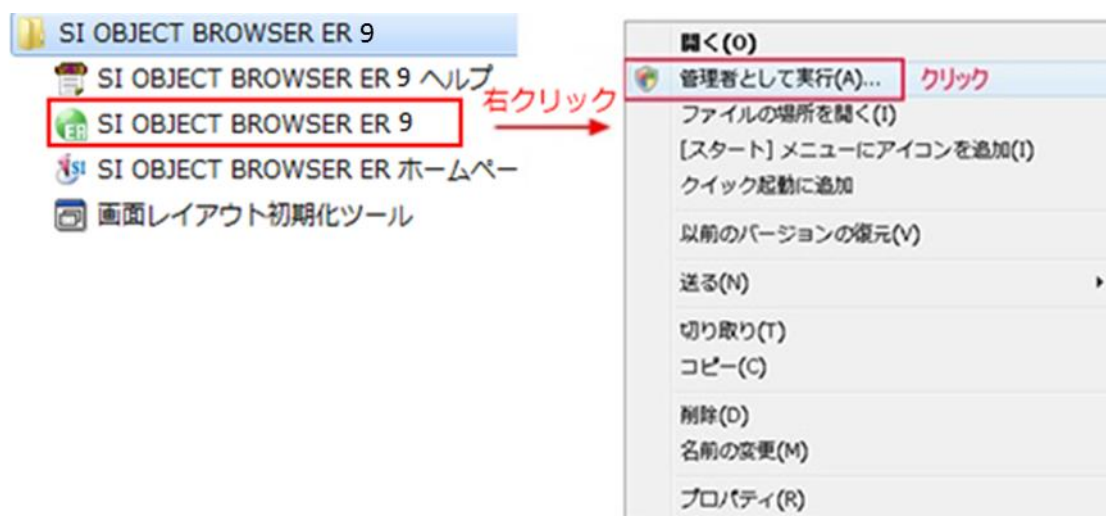 SI OBJECT BROWSER ER 9
SI OBJECT BROWSER ER 9 ヘルプ
SI OBJECT BROWSER ER 9
SI OBJECT BROWSER ER ホームペー
画面レイアウト初期化ツール
右クリック
開く(O)
管理者として実行(A)...
クリック
ファイルの場所を開く(I)
[スタート] メニューにアイコンを追加(I)
クイック起動に追加
以前のバージョンの復元(V)
送る(N)
切り取り(T)
コピー(C)
削除(D)
名前の変更(M)
プロパティ(R)